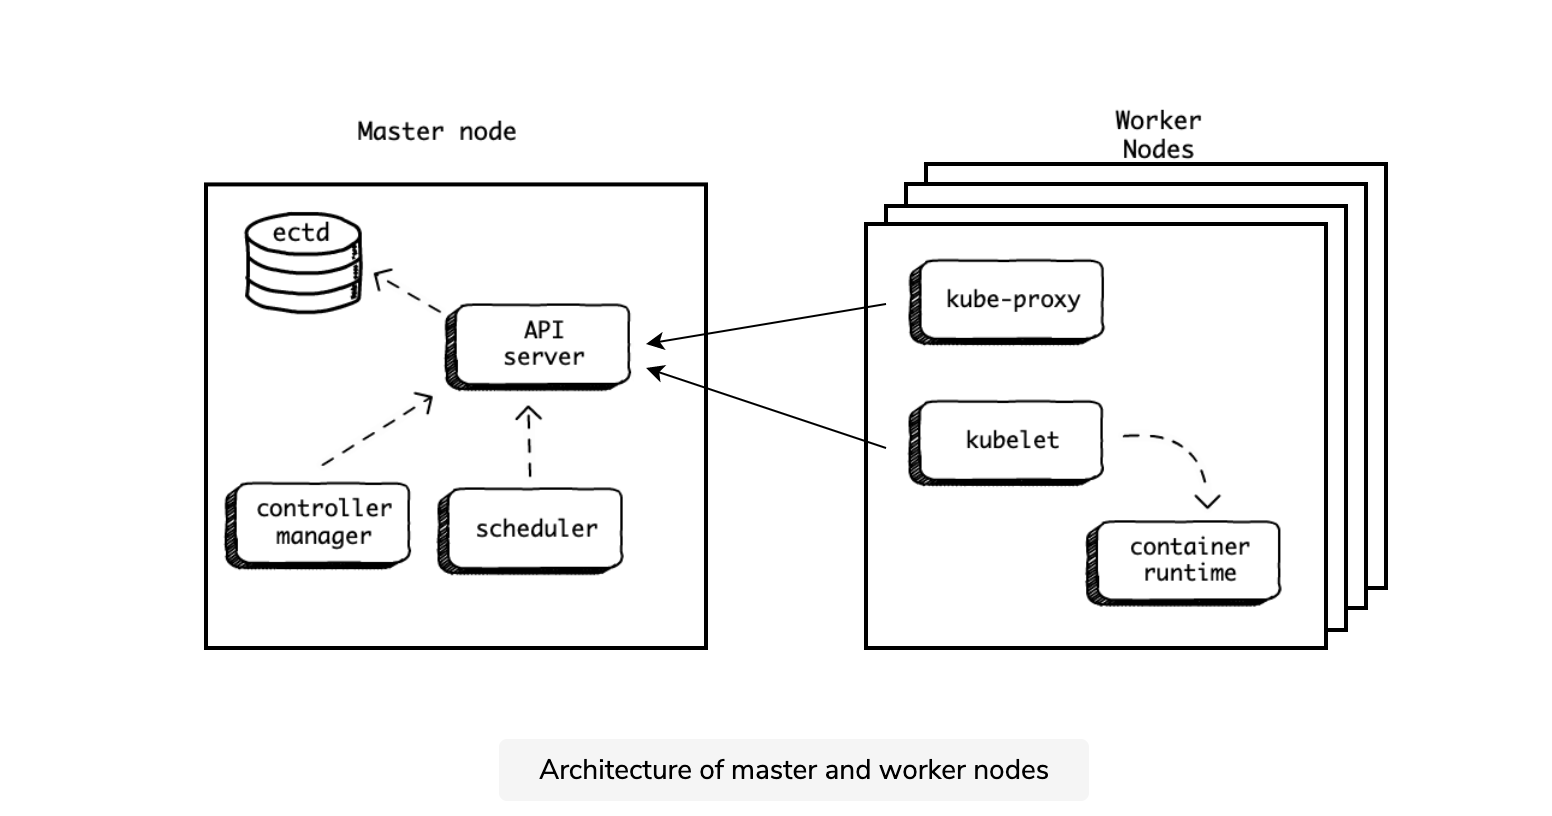 Master node
Worker
Nodes
ectd
API
server
controller
manager
scheduler
kube-proxy
kubelet
container
runtime
Architecture of master and worker nodes